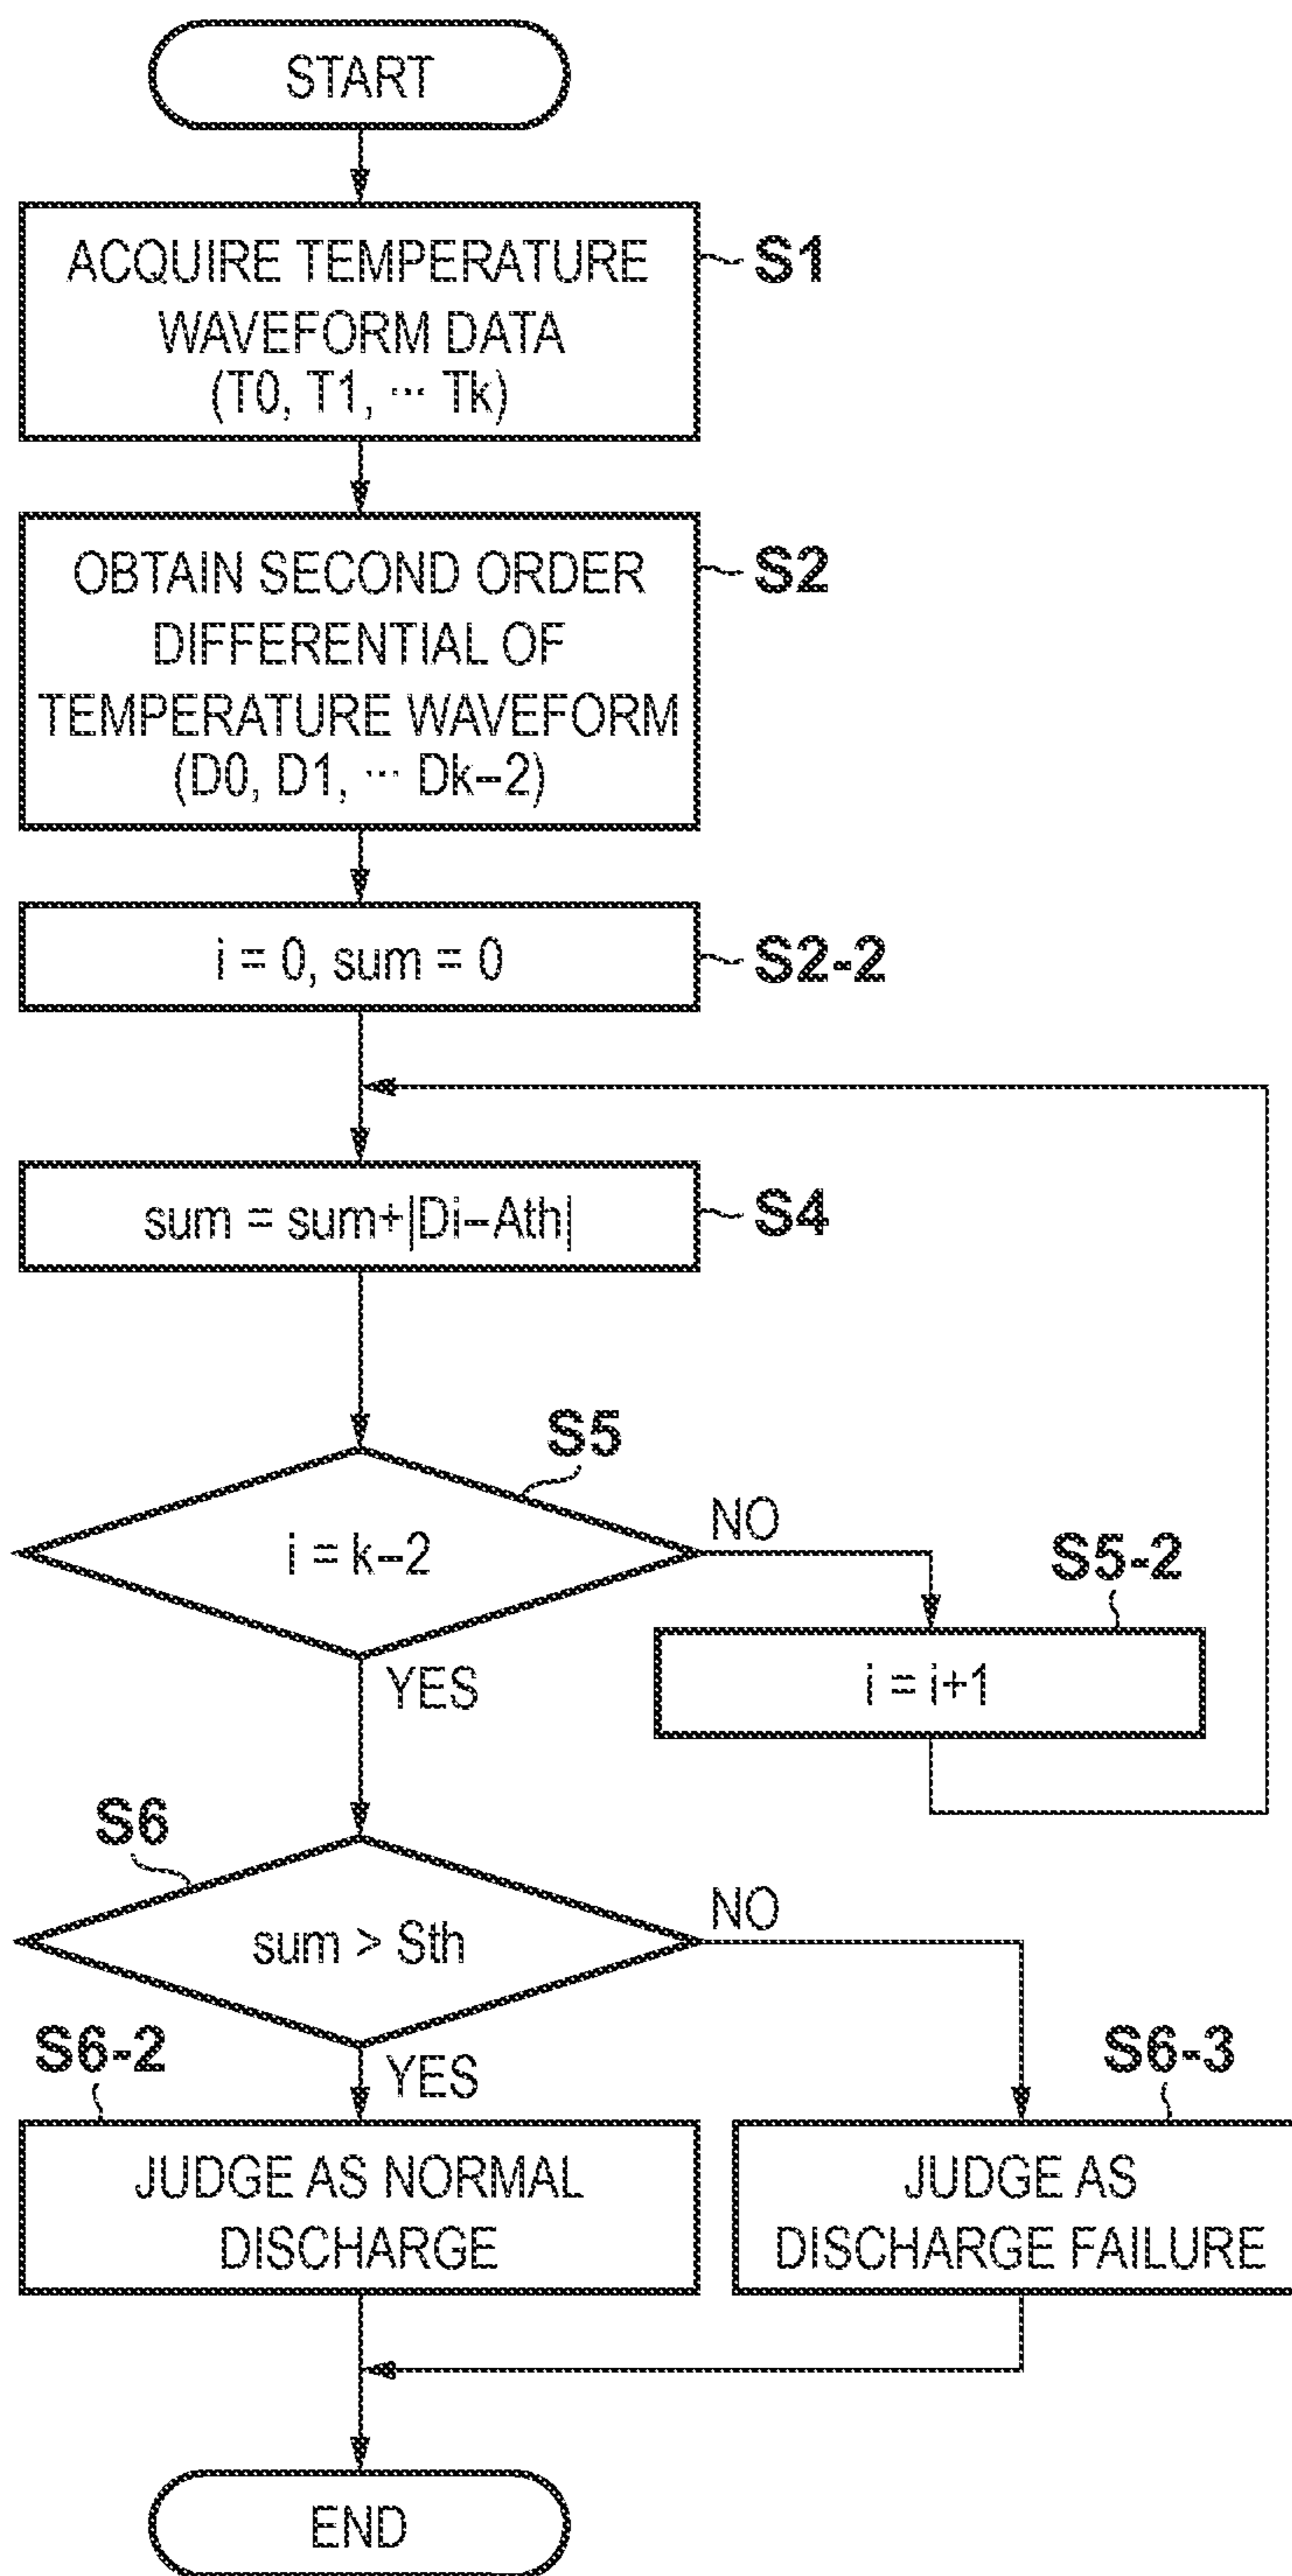 START
ACQUIRE TEMPERATURE
WAVEFORM DATA
(T0, T1, ··· Tk)
S1
OBTAIN SECOND ORDER
DIFFERENTIAL OF
TEMPERATURE WAVEFORM
(D0, D1, ··· Dk-2)
S2
i = 0, sum = 0
S2-2
sum = sum+|Di-Ath|
S4
S5
i = k-2
NO
YES
S5-2
i = i+1
S6
sum > Sth
NO
YES
S6-2
JUDGE AS NORMAL
DISCHARGE
S6-3
JUDGE AS
DISCHARGE FAILURE
END